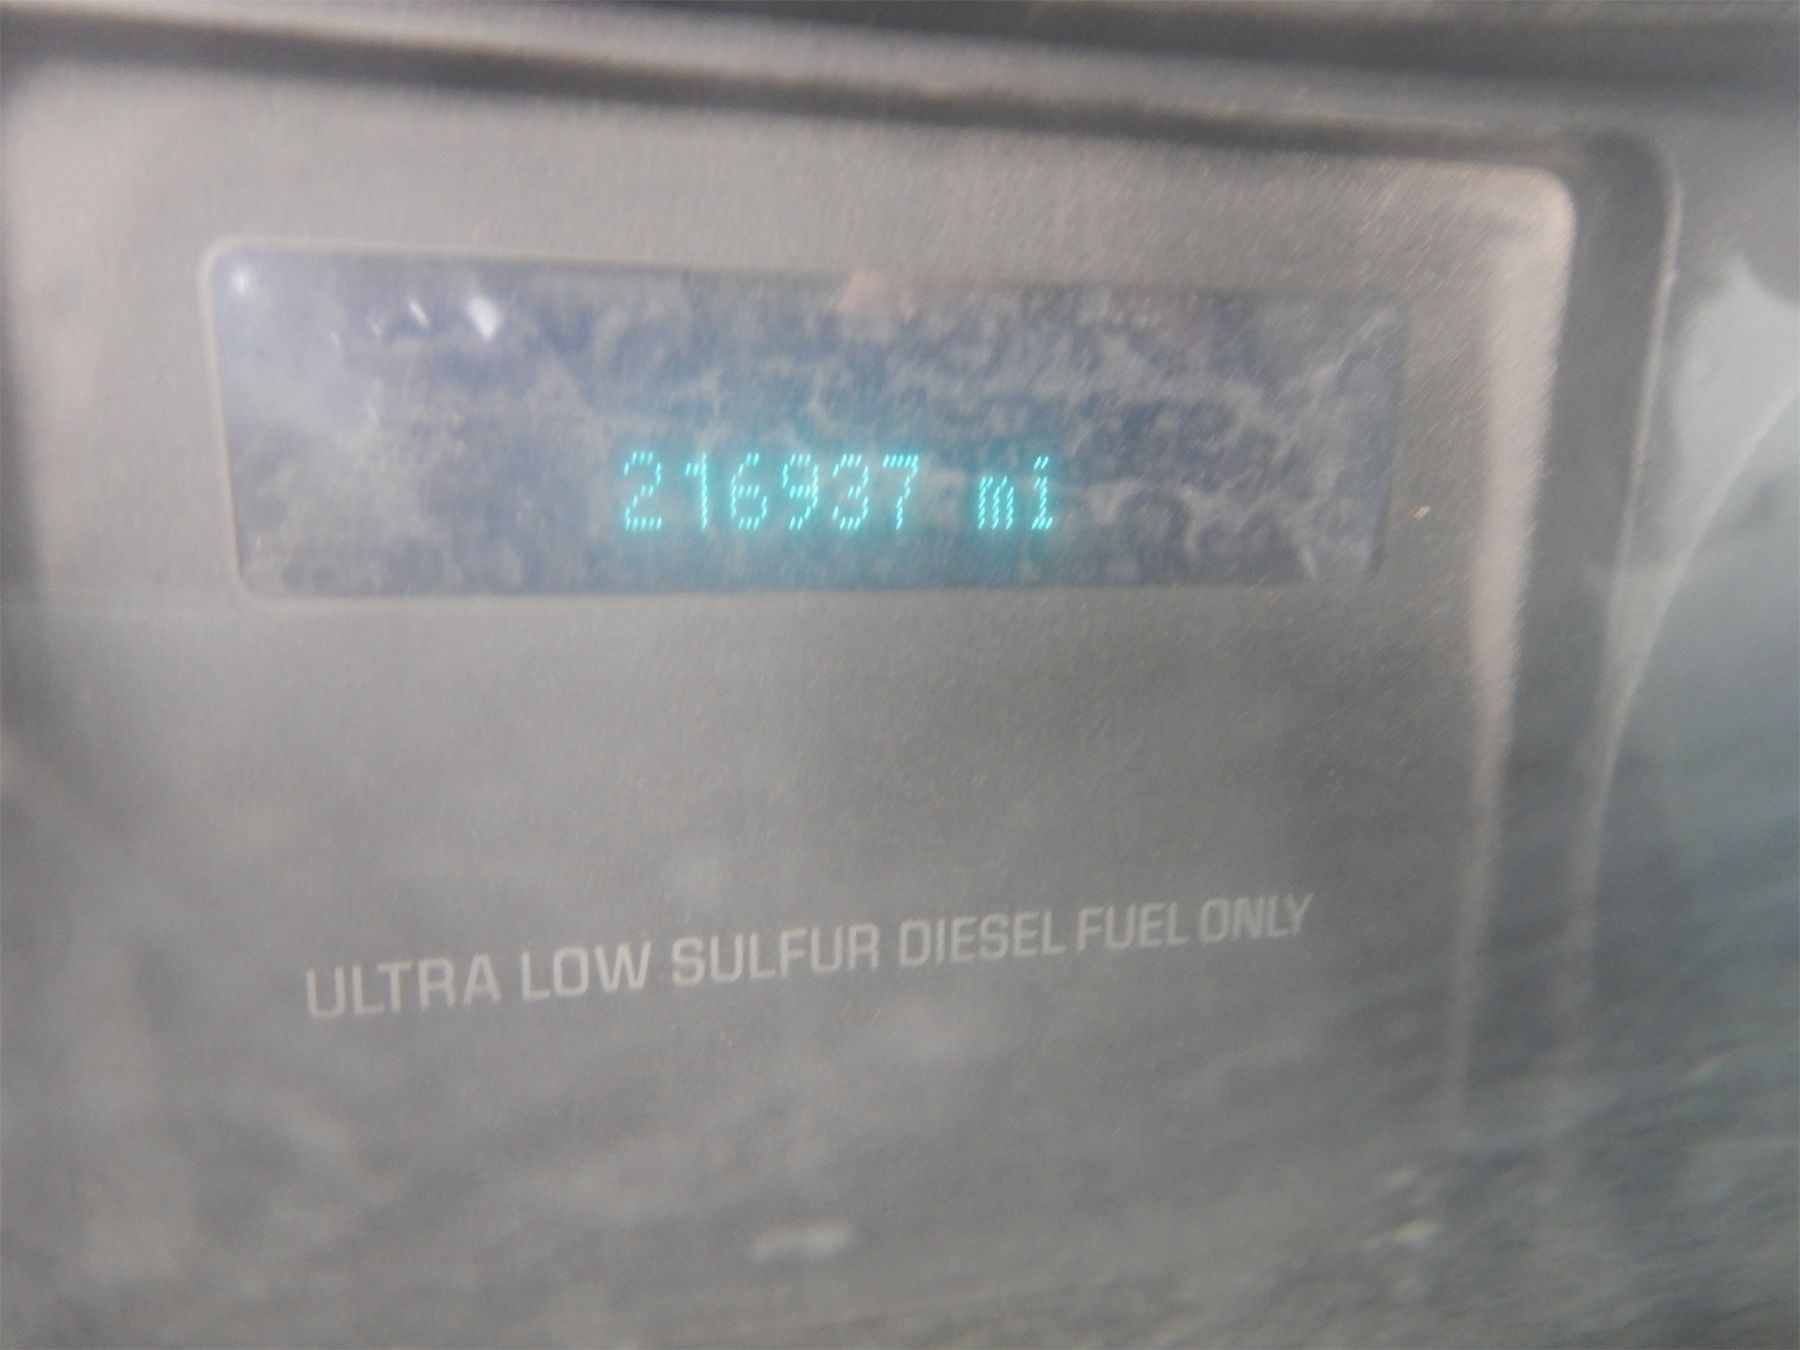 216937 mi
ULTRA LOW SULFUR DIESEL FUEL ONLY